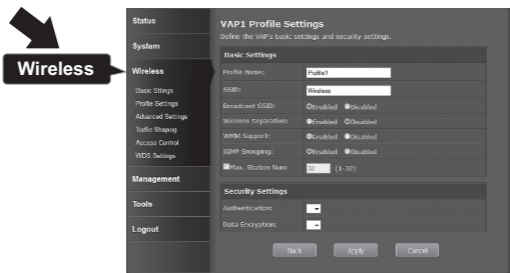 Wireless
Status
System
Wireless
Basic Sttings
Profile Settings
Advanced Settings
Traffic Shaping
Access Control
WDS Settings
Management
Tools
Logout
VAP1 Profile Settings
Define the VAP's basic settings and security settings.
Basic Settings
Profile Name: Profile1
SSID: Wireless
Broadcast SSID: Enabled Disabled
Wireless Separation: Enabled Disabled
WMM Support: Enabled Disabled
IGMP Snooping: Enabled Disabled
Max. Station Num: 32 (1-32)
Security Settings
Authentication:
Data Encryption:
Back Apply Cancel